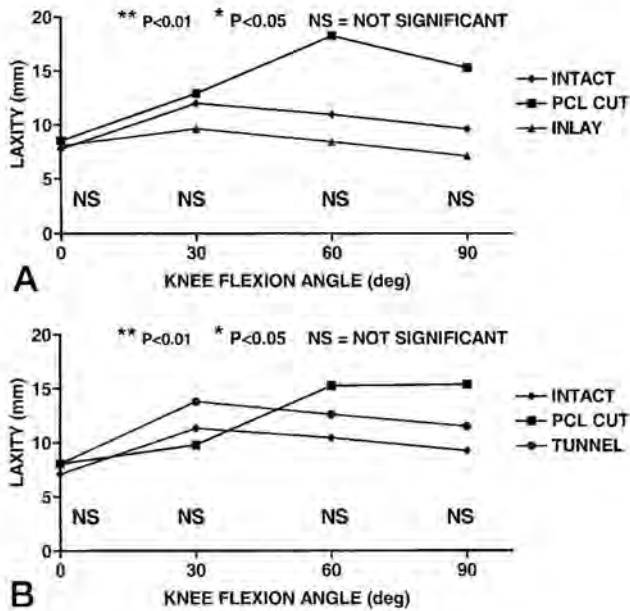 ** P<0.01 * P<0.05 NS = NOT SIGNIFICANT
20
15
10
5
0
LAXITY (mm)
INTACT
PCL CUT
INLAY
NS NS NS NS
0 30 60 90
KNEE FLEXION ANGLE (deg)
A
** P<0.01 * P<0.05 NS = NOT SIGNIFICANT
20
15
10
5
0
LAXITY (mm)
INTACT
PCL CUT
TUNNEL
NS NS NS NS
0 30 60 90
KNEE FLEXION ANGLE (deg)
B